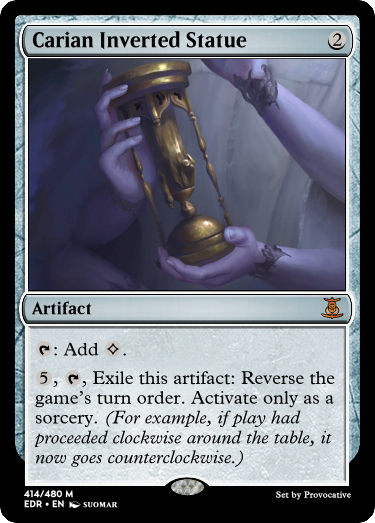 Carian Inverted Statue 2
Artifact
: Add .
5, , Exile this artifact: Reverse the
game's turn order. Activate only as a
sorcery. (For example, if play had
proceeded clockwise around the table, it
now goes counterclockwise.)
414/480 M
EDR • EN SUOMAR
Set by Provocative